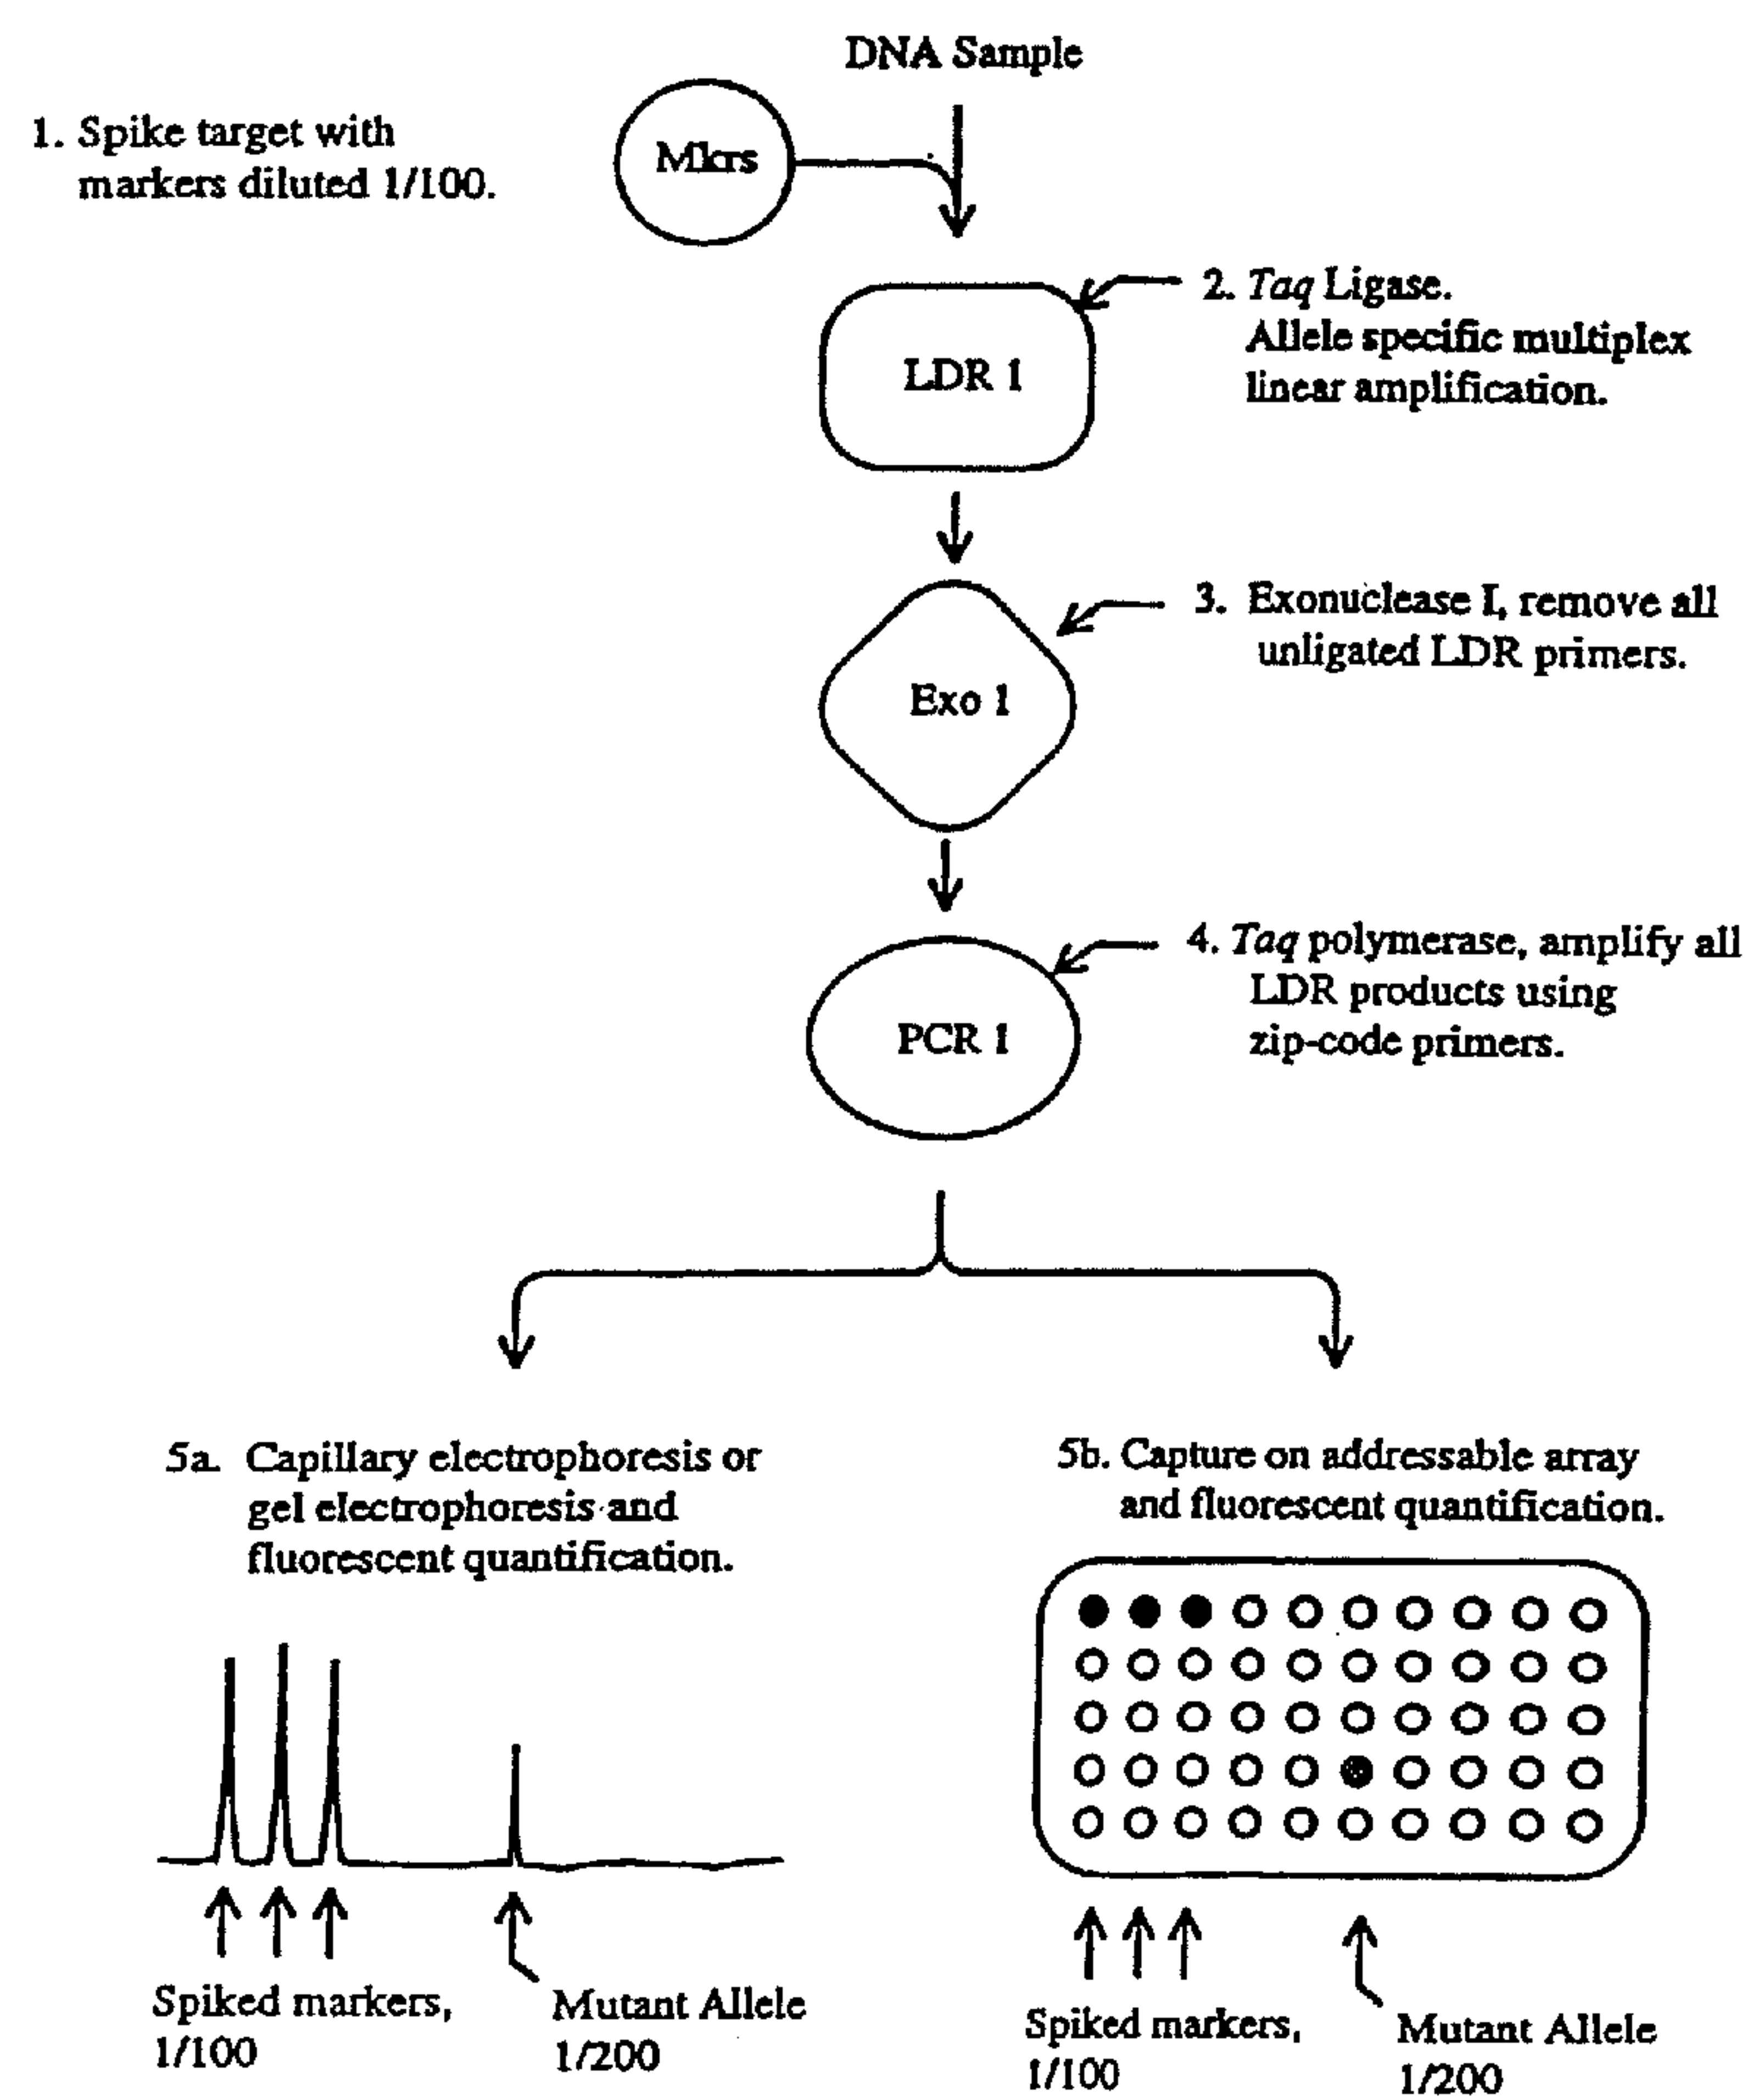 DNA Sample
1. Spike target with
markers diluted 1/100.
Mkrs
2. Taq Ligase.
Allele specific multiplex
linear amplification.
LDR 1
3. Exonuclease I, remove all
unligated LDR primers.
Exo 1
4. Taq polymerase, amplify all
LDR products using
zip-code primers.
PCR 1
5a. Capillary electrophoresis or
gel electrophoresis and
fluorescent quantification.
5b. Capture on addressable array
and fluorescent quantification.
Spiked markers,
1/100
Mutant Allele
1/200
Spiked markers,
1/100
Mutant Allele
1/200